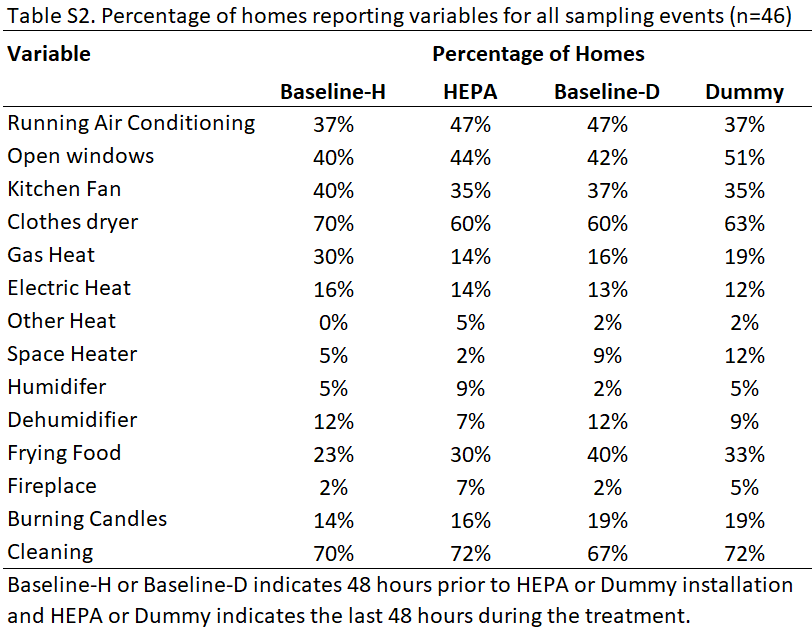 Table S2. Percentage of homes reporting variables for all sampling events (n=46)
Variable Percentage of Homes
Baseline-H HEPA Baseline-D Dummy
Running Air Conditioning 37% 47% 47% 37%
Open windows 40% 44% 42% 51%
Kitchen Fan 40% 35% 37% 35%
Clothes dryer 70% 60% 60% 63%
Gas Heat 30% 14% 16% 19%
Electric Heat 16% 14% 13% 12%
Other Heat 0% 5% 2% 2%
Space Heater 5% 2% 9% 12%
Humidifer 5% 9% 2% 5%
Dehumidifier 12% 7% 12% 9%
Frying Food 23% 30% 40% 33%
Fireplace 2% 7% 2% 5%
Burning Candles 14% 16% 19% 19%
Cleaning 70% 72% 67% 72%
Baseline-H or Baseline-D indicates 48 hours prior to HEPA or Dummy installation
and HEPA or Dummy indicates the last 48 hours during the treatment.